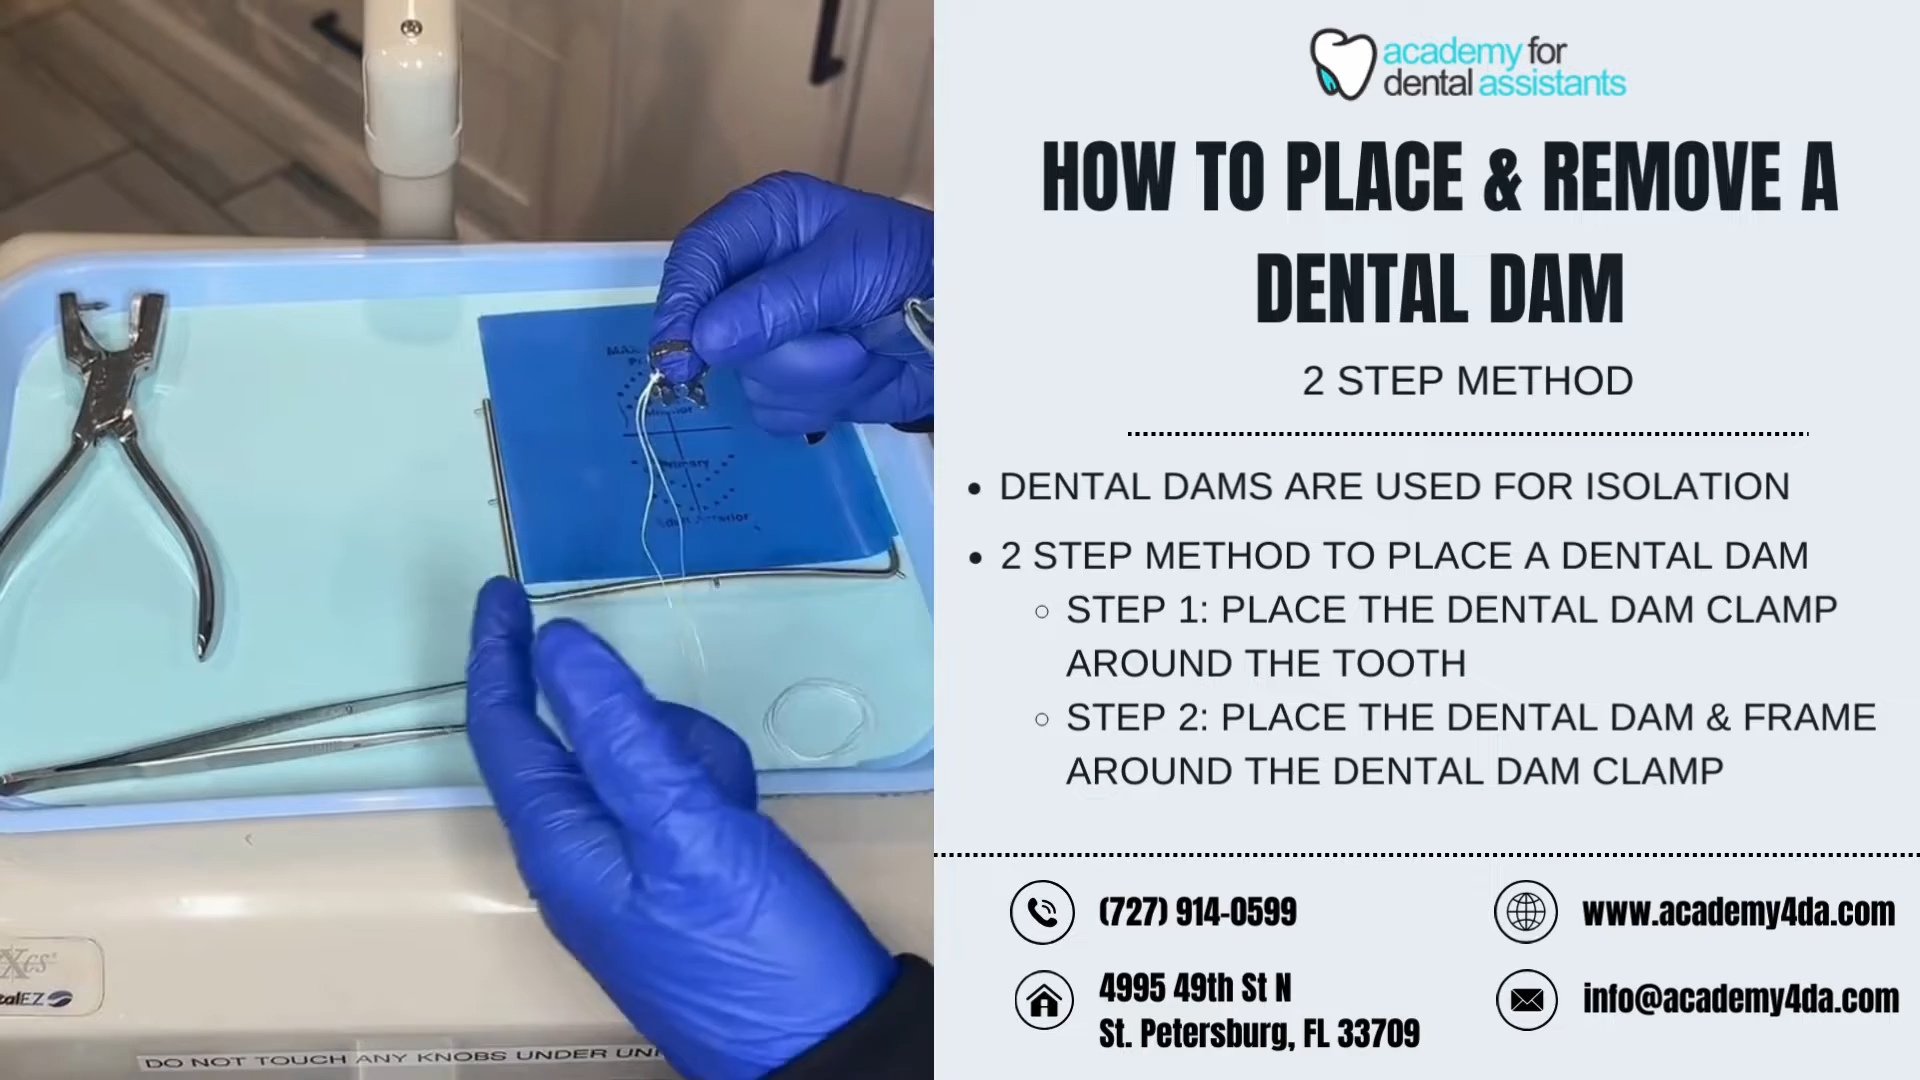 academy for
dental assistants
HOW TO PLACE & REMOVE A
DENTAL DAM
2 STEP METHOD
• DENTAL DAMS ARE USED FOR ISOLATION
• 2 STEP METHOD TO PLACE A DENTAL DAM
○ STEP 1: PLACE THE DENTAL DAM CLAMP
AROUND THE TOOTH
○ STEP 2: PLACE THE DENTAL DAM & FRAME
AROUND THE DENTAL DAM CLAMP
(727) 914-0599
www.academy4da.com
4995 49th St N
St. Petersburg, FL 33709
info@academy4da.com
DO NOT TOUCH ANY KNOBS UNDER